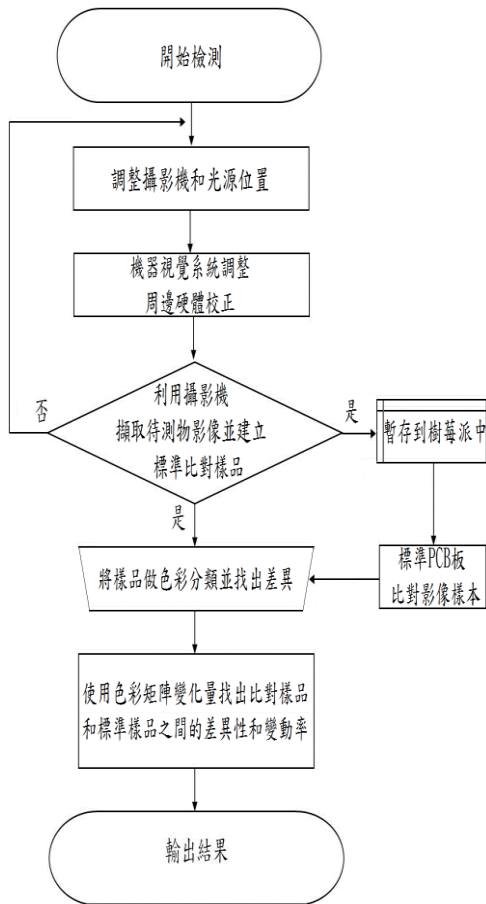 開始檢測
調整攝影機和光源位置
機器視覺系統調整
周邊硬體校正
利用攝影機
擷取待測物影像並建立
標準比對樣品
否
是
暫存到樹莓派中
是
標準PCB板
比對影像樣本
將樣品做色彩分類並找出差異
使用色彩矩陣變化量找出比對樣品
和標準樣品之間的差異性和變動率
輸出結果